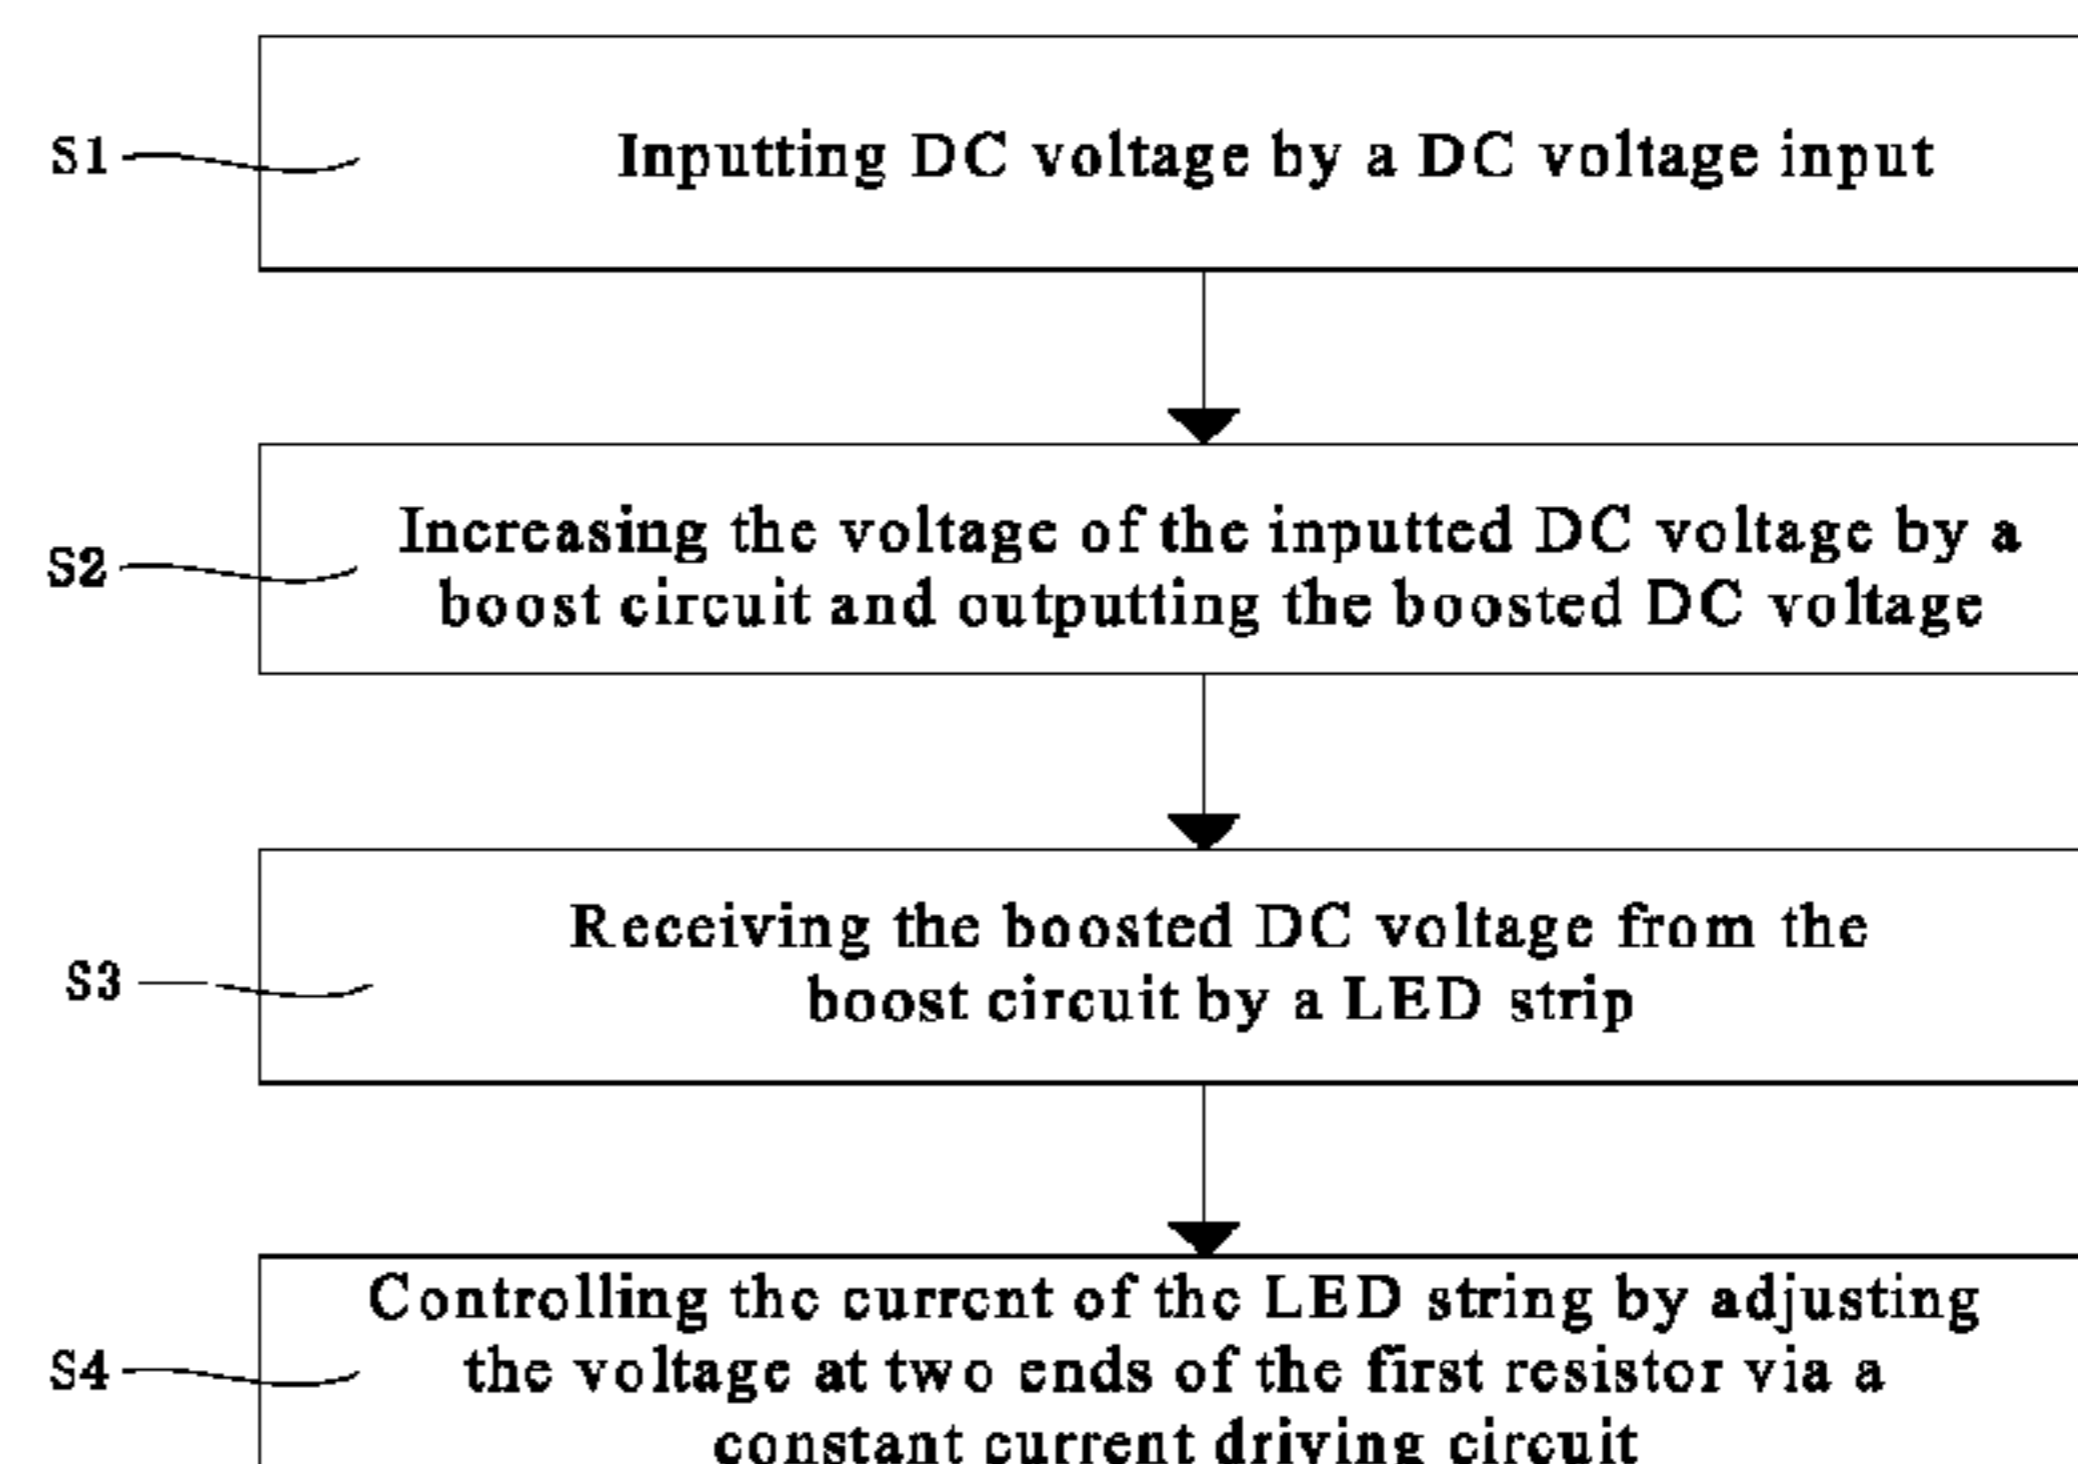 S1
Inputting DC voltage by a DC voltage input
S2
Increasing the voltage of the inputted DC voltage by a
boost circuit and outputting the boosted DC voltage
S3
Receiving the boosted DC voltage from the
boost circuit by a LED strip
S4
Controlling the current of the LED string by adjusting
the voltage at two ends of the first resistor via a
constant current driving circuit